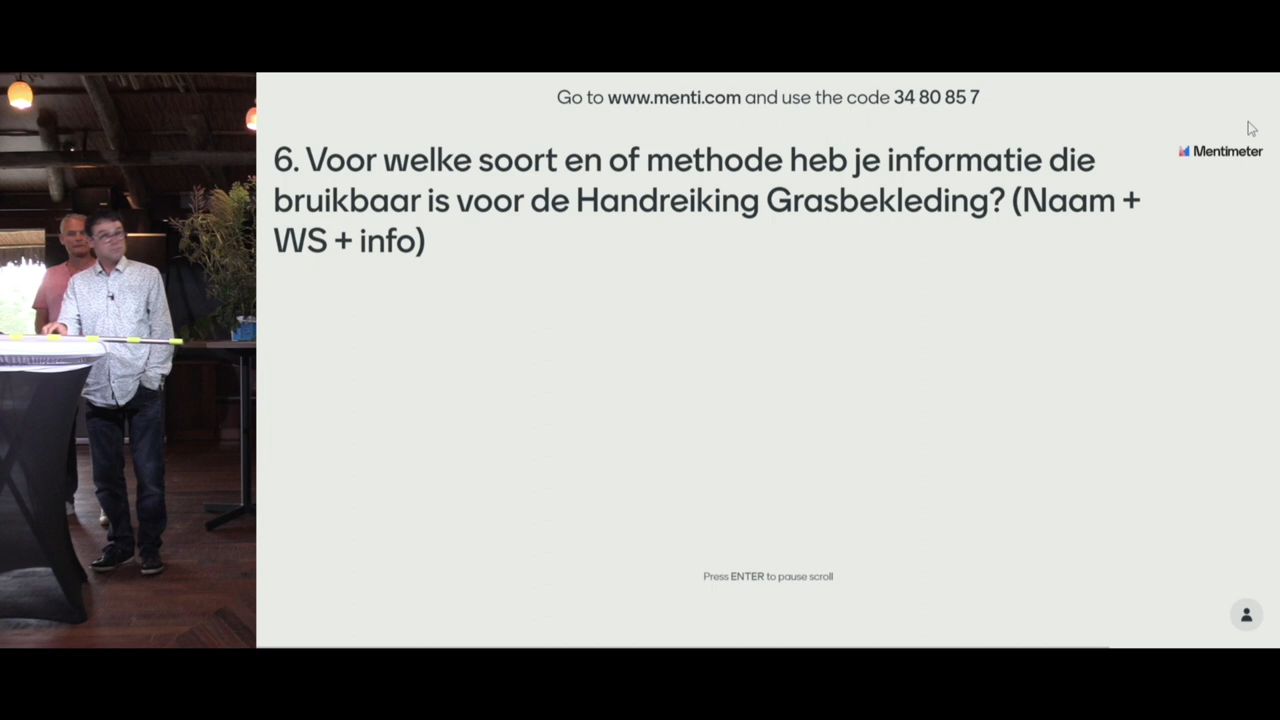 Go to www.menti.com and use the code 34 80 85 7
Mentimeter
6. Voor welke soort en of methode heb je informatie die
bruikbaar is voor de Handreiking Grasbekleding? (Naam +
WS + info)
Press ENTER to pause scroll